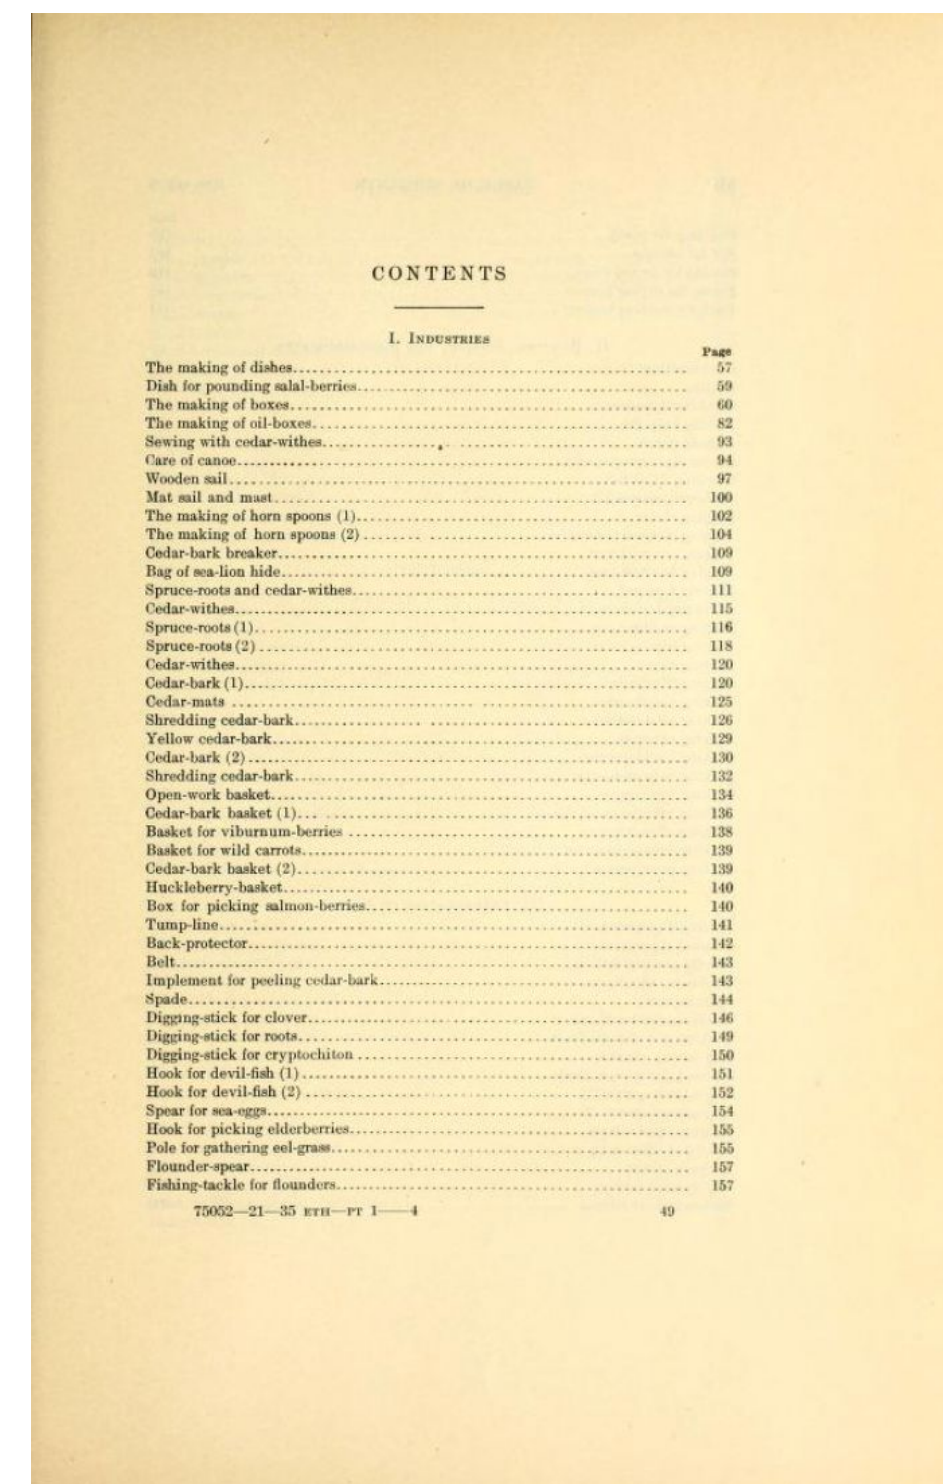 CONTENTS
I. Industries
Page
The making of dishes 57
Dish for pounding salal-berries 59
The making of boxes 60
The making of oil-boxes 82
Sewing with cedar-withes 93
Care of canoe 94
Wooden sail 97
Mat sail and mast 100
The making of horn spoons (1) 102
The making of horn spoons (2) 104
Cedar-bark breaker 109
Bag of sea-lion hide 109
Spruce-roots and cedar-withes 111
Cedar-withes 115
Spruce-roots (1) 116
Spruce-roots (2) 118
Cedar-withes 120
Cedar-bark (1) 120
Cedar-mats 125
Shredding cedar-bark 126
Yellow cedar-bark 129
Cedar-bark (2) 130
Shredding cedar-bark 132
Open-work basket 134
Cedar-bark basket (1) 136
Basket for viburnum-berries 138
Basket for wild carrots 139
Cedar-bark basket (2) 139
Huckleberry-basket 140
Box for picking salmon-berries 140
Tump-line 141
Back-protector 142
Belt 143
Implement for peeling cedar-bark 143
Spade 144
Digging-stick for clover 146
Digging-stick for roots 149
Digging-stick for cryptochiton 150
Hook for devil-fish (1) 151
Hook for devil-fish (2) 152
Spear for sea-eggs 154
Hook for picking elderberries 155
Pole for gathering eel-grass 155
Flounder-spear 157
Fishing-tackle for flounders 157
75052—21—35 ETH—PT 1——4 49